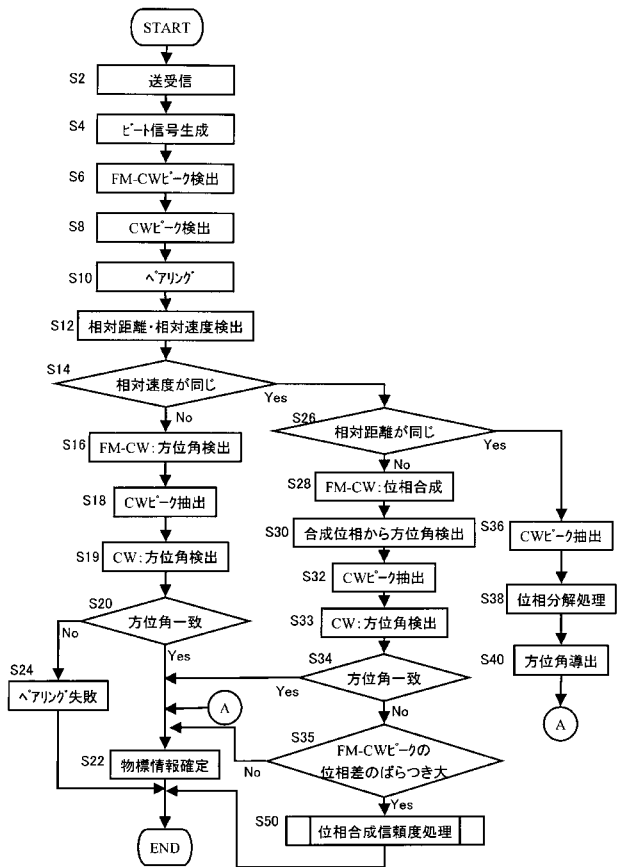 START
S2
送受信
S4
ビート信号生成
S6
FM-CWピーク検出
S8
CWピーク検出
S10
ペアリング
S12
相対距離・相対速度検出
S14
相対速度が同じ
Yes
No
S26
相対距離が同じ
Yes
No
S16
FM-CW:方位角検出
S28
FM-CW:位相合成
S18
CWピーク抽出
S30
合成位相から方位角検出
S36
CWピーク抽出
S19
CW:方位角検出
S32
CWピーク抽出
S38
位相分解処理
S20
方位角一致
No
Yes
S33
CW:方位角検出
S40
方位角導出
S24
ペアリング失敗
S34
方位角一致
Yes
No
A
A
S35
FM-CWピークの
位相差のばらつき大
No
Yes
S22
物標情報確定
S50
位相合成信頼度処理
END